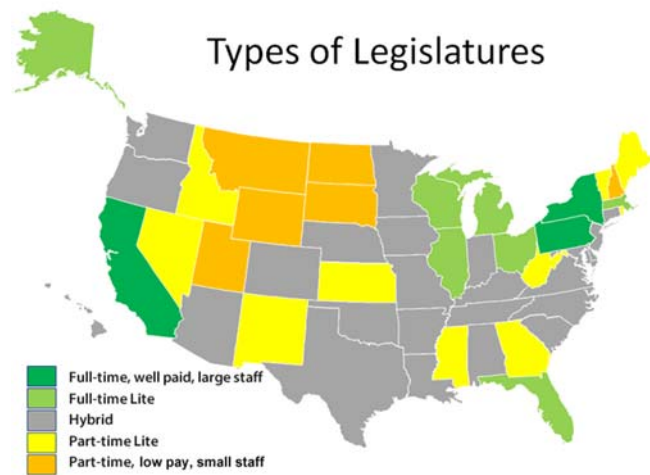 Types of Legislatures
Full-time, well paid, large staff
Full-time Lite
Hybrid
Part-time Lite
Part-time, low pay, small staff